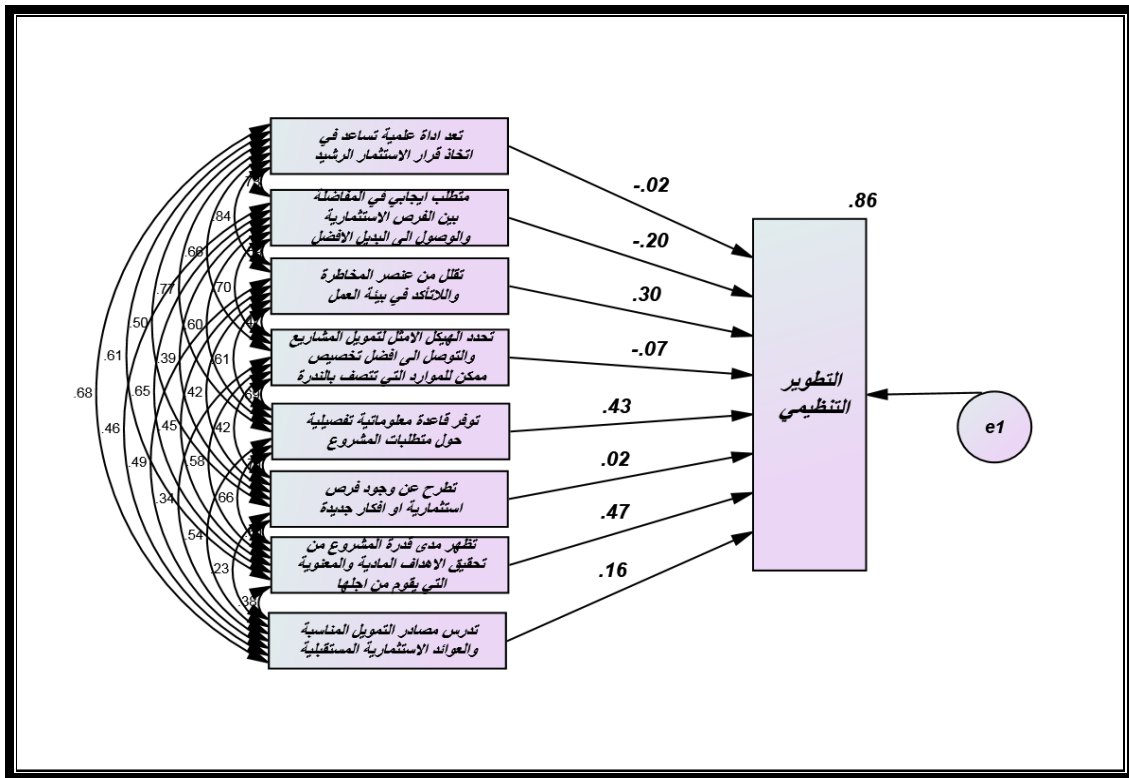 تعد اداة علمية تساعد في
اتخاذ قرار الاستثمار الرشيد
متطلب ايجابي في المفاضلة
بين الفرص الاستثمارية
والوصول الى البديل الافضل
تقلل من عنصر المخاطرة
واللاتأكد في بيئة العمل
تحدد الهيكل الامثل لتمويل المشاريع
والتوصل الى افضل تخصيص
ممكن للموارد التي تتصف بالندرة
توفر قاعدة معلوماتية تفصيلية
حول متطلبات المشروع
تطرح عن وجود فرص
استثمارية او افكار جديدة
تظهر مدى قدرة المشروع من
تحقيق الاهداف المادية والمعنوية
التي يقوم من اجلها
تدرس مصادر التمويل المناسبة
والعوائد الاستثمارية المستقبلية
-.02
-.20
.30
-.07
.43
.02
.47
.16
.86
التطوير
التنظيمي
e1
.84
.66
.77
.70
.50
.60
.61
.39
.61
.68
.65
.42
.46
.45
.42
.49
.58
.66
.34
.54
.23
.38